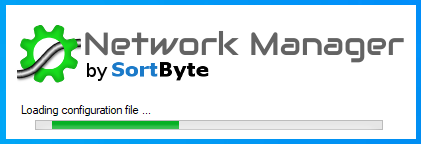 Network Manager
by SortByte
Loading configuration file ...